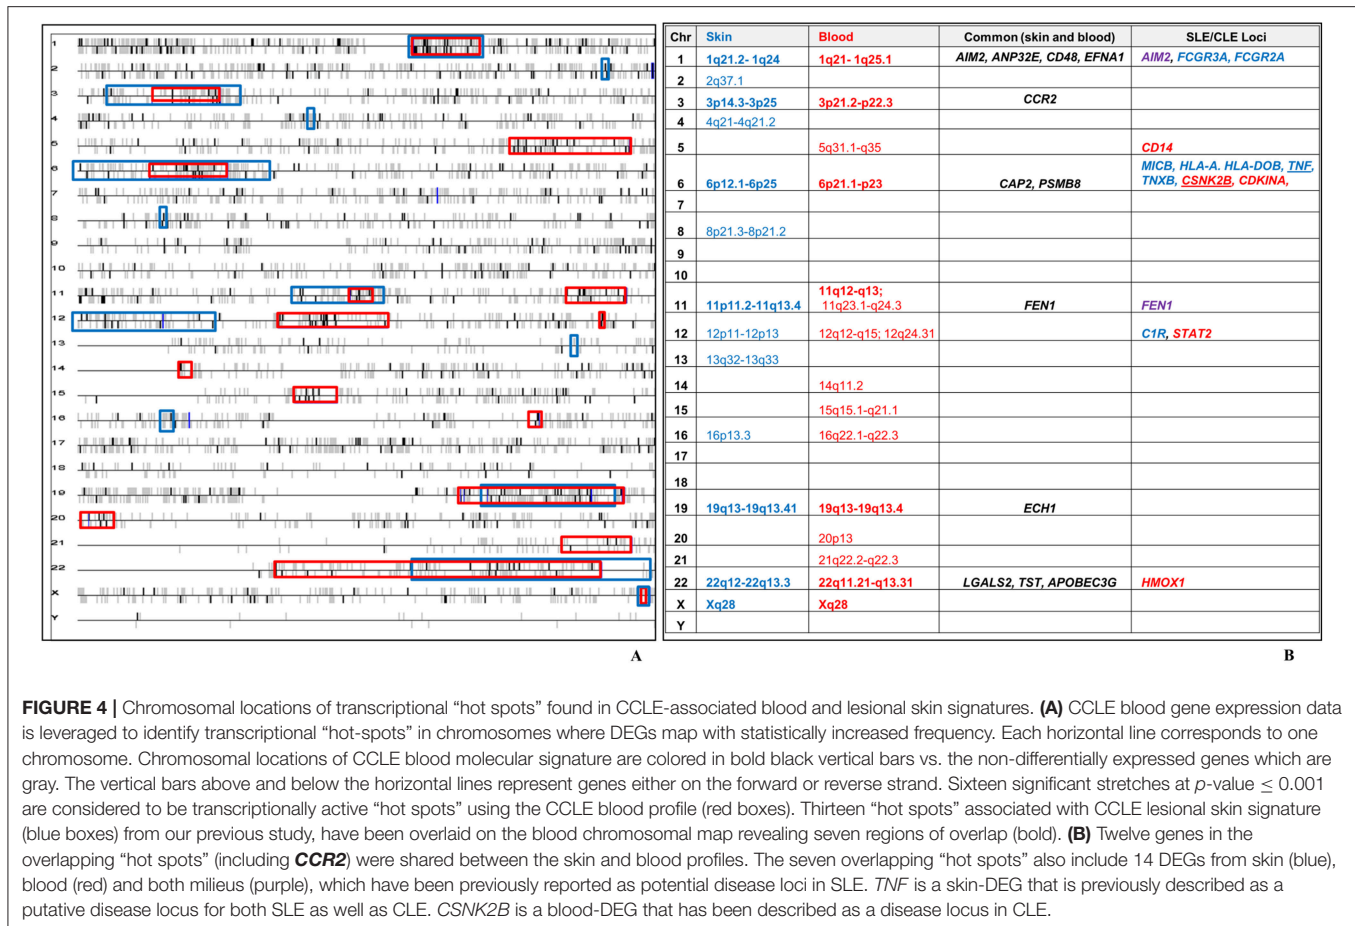 1
2
3
4
5
6
7
8
9
10
11
12
13
14
15
16
17
18
19
20
21
22
X
Y
A
Chr Skin Blood Common (skin and blood) SLE/CLE Loci
1 1q21.2- 1q24 1q21- 1q25.1 AIM2, ANP32E, CD48, EFNA1 AIM2, FCGR3A, FCGR2A
2 2q37.1
3 3p14.3-3p25 3p21.2-p22.3 CCR2
4 4q21-4q21.2
5 5q31.1-q35 CD14
6 6p12.1-6p25 6p21.1-p23 CAP2, PSMB8 MICB, HLA-A. HLA-DOB, TNF,
TNXB, CSNK2B, CDKINA,
7
8 8p21.3-8p21.2
9
10
11 11p11.2-11q13.4 11q12-q13; FEN1 FEN1
11q23.1-q24.3
12 12p11-12p13 12q12-q15; 12q24.31 C1R, STAT2
13 13q32-13q33
14 14q11.2
15 15q15.1-q21.1
16 16p13.3 16q22.1-q22.3
17
18
19 19q13-19q13.41 19q13-19q13.4 ECH1
20 20p13
21 21q22.2-q22.3
22 22q12-22q13.3 22q11.21-q13.31 LGALS2, TST, APOBEC3G HMOX1
X Xq28 Xq28
Y
B
FIGURE 4 | Chromosomal locations of transcriptional “hot spots” found in CCLE-associated blood and lesional skin signatures. (A) CCLE blood gene expression data
is leveraged to identify transcriptional “hot-spots” in chromosomes where DEGs map with statistically increased frequency. Each horizontal line corresponds to one
chromosome. Chromosomal locations of CCLE blood molecular signature are colored in bold black vertical bars vs. the non-differentially expressed genes which are
gray. The vertical bars above and below the horizontal lines represent genes either on the forward or reverse strand. Sixteen significant stretches at p-value ≤ 0.001
are considered to be transcriptionally active “hot spots” using the CCLE blood profile (red boxes). Thirteen “hot spots” associated with CCLE lesional skin signature
(blue boxes) from our previous study, have been overlaid on the blood chromosomal map revealing seven regions of overlap (bold). (B) Twelve genes in the
overlapping “hot spots” (including CCR2) were shared between the skin and blood profiles. The seven overlapping “hot spots” also include 14 DEGs from skin (blue),
blood (red) and both milieus (purple), which have been previously reported as potential disease loci in SLE. TNF is a skin-DEG that is previously described as a
putative disease locus for both SLE as well as CLE. CSNK2B is a blood-DEG that has been described as a disease locus in CLE.